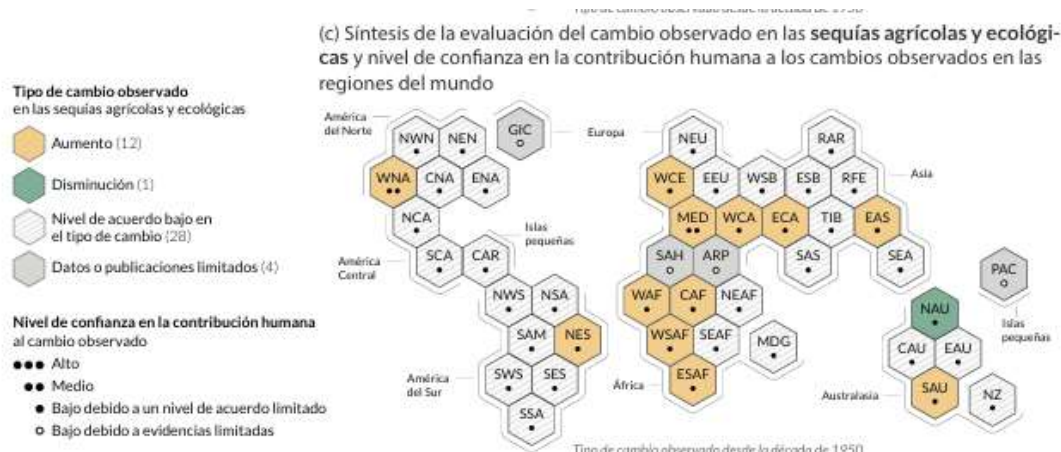 (c) Síntesis de la evaluación del cambio observado en las sequías agrícolas y ecológi-
cas y nivel de confianza en la contribución humana a los cambios observados en las
regiones del mundo
Tipo de cambio observado
en las sequías agrícolas y ecológicas
Aumento (12)
Disminución (1)
Nivel de acuerdo bajo en
el tipo de cambio (28)
Datos o publicaciones limitados (4)
Nivel de confianza en la contribución humana
al cambio observado
Alto
Medio
Bajo debido a un nivel de acuerdo limitado
Bajo debido a evidencias limitadas
América
del Norte
NWN NEN GIC
WNA CNA ENA
NCA
SCA CAR
Islas
pequeñas
América
Central
NWS NSA
SAM NES
SWS SES
SSA
América
del Sur
Europa
NEU RAR
WCE EEU WSB ESB RFE
Asia
MED WCA ECA TIB EAS
SAH ARP SAS SEA
WAF CAF NEAF
WSAF SEAF MDG
ESAF
África
PAC
Islas
pequeñas
NAU
CAU EAU
SAU NZ
Australasia
Tipo de cambio observado desde la década de 1950